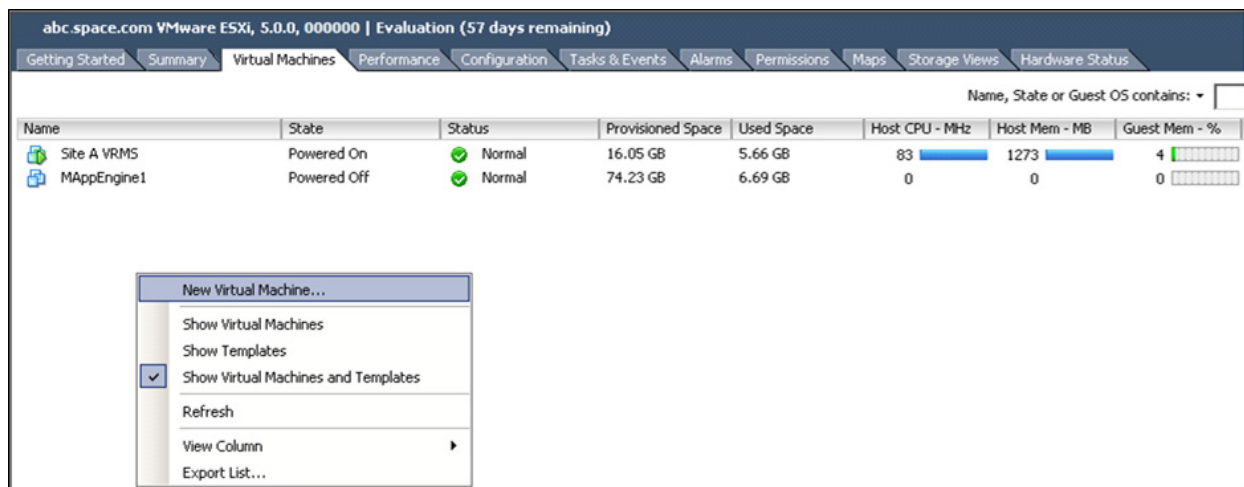 abc.space.com VMware ESXi, 5.0.0, 000000 | Evaluation (57 days remaining)
Getting Started Summary Virtual Machines Performance Configuration Tasks & Events Alarms Permissions Maps Storage Views Hardware Status
Name, State or Guest OS contains:
Name State Status Provisioned Space Used Space Host CPU - MHz Host Mem - MB Guest Mem - %
Site A VRMS Powered On Normal 16.05 GB 5.66 GB 83 1273 4
MAppEngine1 Powered Off Normal 74.23 GB 6.69 GB 0 0 0
New Virtual Machine...
Show Virtual Machines
Show Templates
Show Virtual Machines and Templates
Refresh
View Column
Export List...